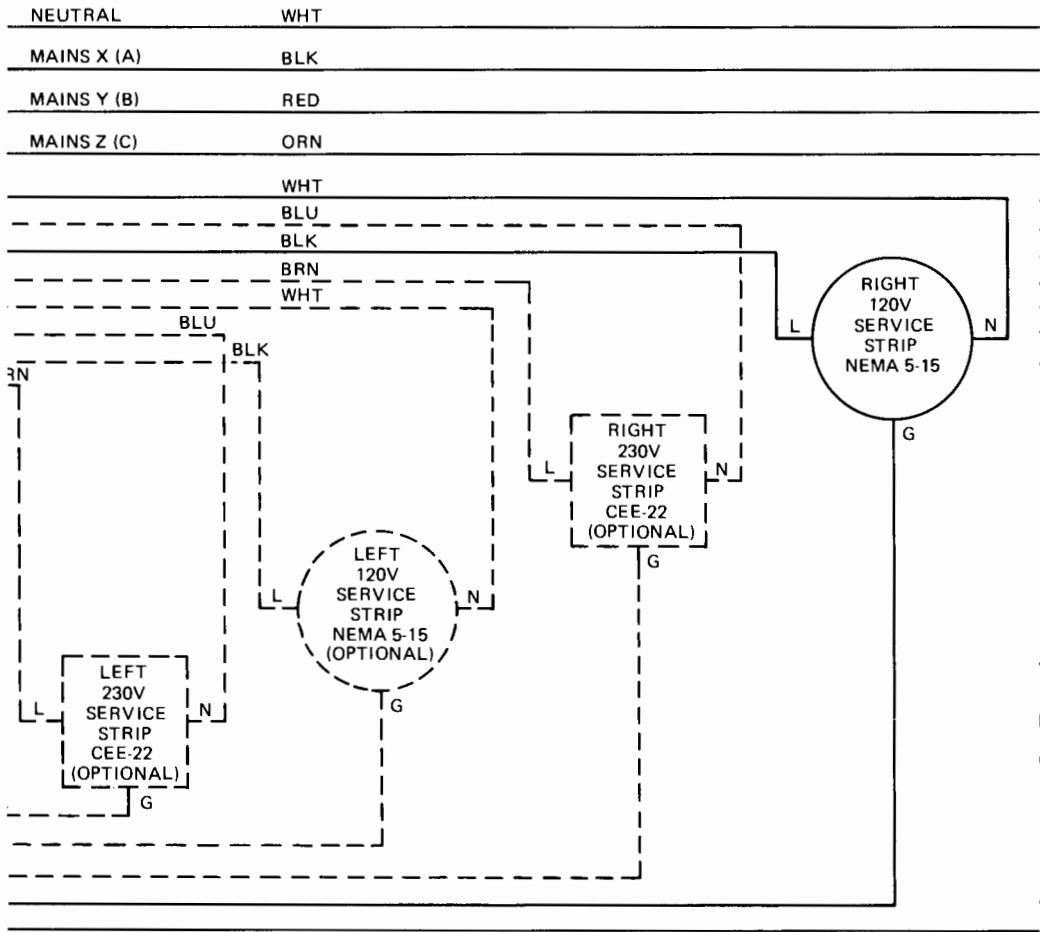 NEUTRAL WHT
MAINS X (A) BLK
MAINS Y (B) RED
MAINS Z (C) ORN
WHT
BLU
BLK
BRN
WHT
BLU
BLK
RN
RIGHT
120V
SERVICE
STRIP
NEMA 5-15
L
N
G
RIGHT
230V
SERVICE
STRIP
CEE-22
(OPTIONAL)
L
N
G
LEFT
120V
SERVICE
STRIP
NEMA 5-15
(OPTIONAL)
L
N
G
LEFT
230V
SERVICE
STRIP
CEE-22
(OPTIONAL)
L
N
G